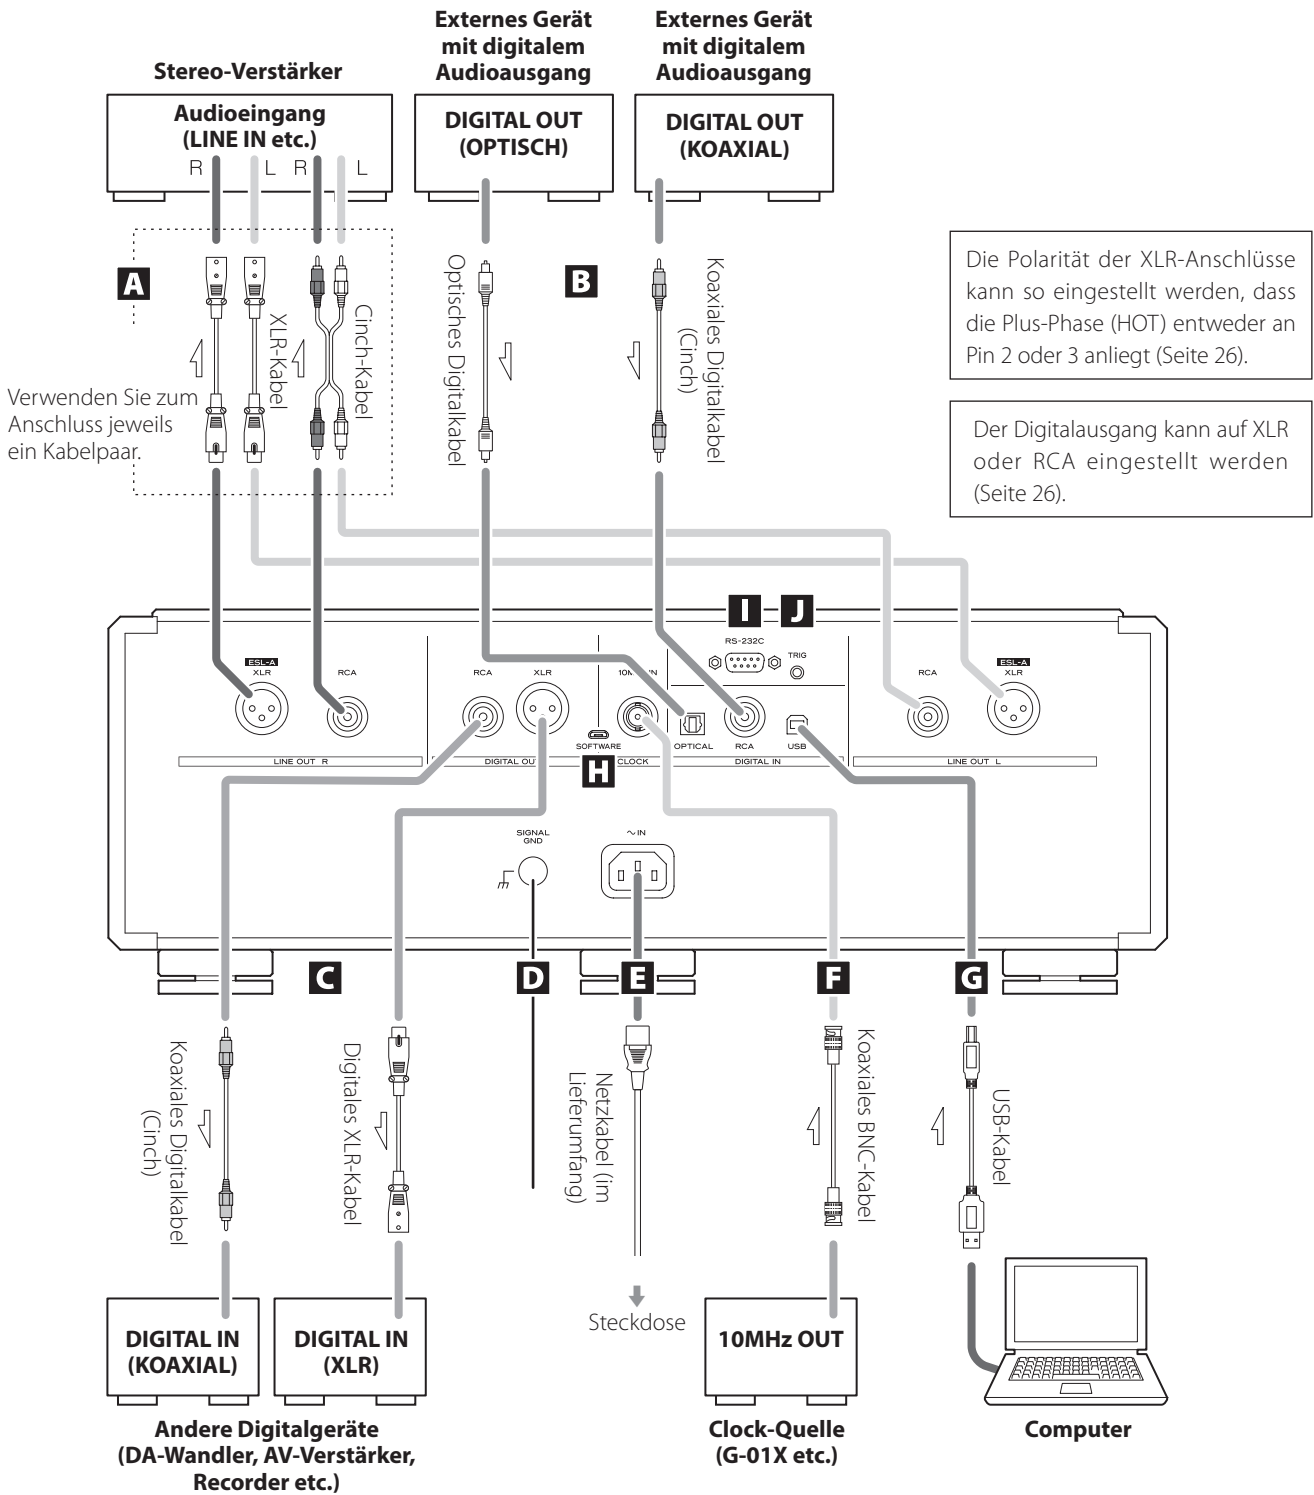 Externes Gerät
mit digitalem
Audioausgang
Externes Gerät
mit digitalem
Audioausgang
Stereo-Verstärker
Audioeingang
(LINE IN etc.)
R
L
R
L
DIGITAL OUT
(OPTISCH)
DIGITAL OUT
(KOAXIAL)
A
B
XLR-Kabel
Cinch-Kabel
Optisches Digitalkabel
Koaxiales Digitalkabel
(Cinch)
Verwenden Sie zum
Anschluss jeweils
ein Kabelpaar.
Die Polarität der XLR-Anschlüsse
kann so eingestellt werden, dass
die Plus-Phase (HOT) entweder an
Pin 2 oder 3 anliegt (Seite 26).
Der Digitalausgang kann auf XLR
oder RCA eingestellt werden
(Seite 26).
I
J
RS-232C
TRIG
ESL-A
XLR
RCA
RCA
XLR
IN
RCA
ESL-A
XLR
SOFTWARE
OPTICAL
RCA
USB
LINE OUT R
DIGITAL
CLOCK
DIGITAL IN
LINE OUT L
H
SIGNAL
GND
～IN
C
D
E
F
G
Koaxiales Digitalkabel
(Cinch)
Digitales XLR-Kabel
Netzkabel (im
Lieferumfang)
Koaxiales BNC-Kabel
USB-Kabel
Steckdose
DIGITAL IN
(KOAXIAL)
DIGITAL IN
(XLR)
10MHz OUT
Andere Digitalgeräte
(DA-Wandler, AV-Verstärker,
Recorder etc.)
Clock-Quelle
(G-01X etc.)
Computer